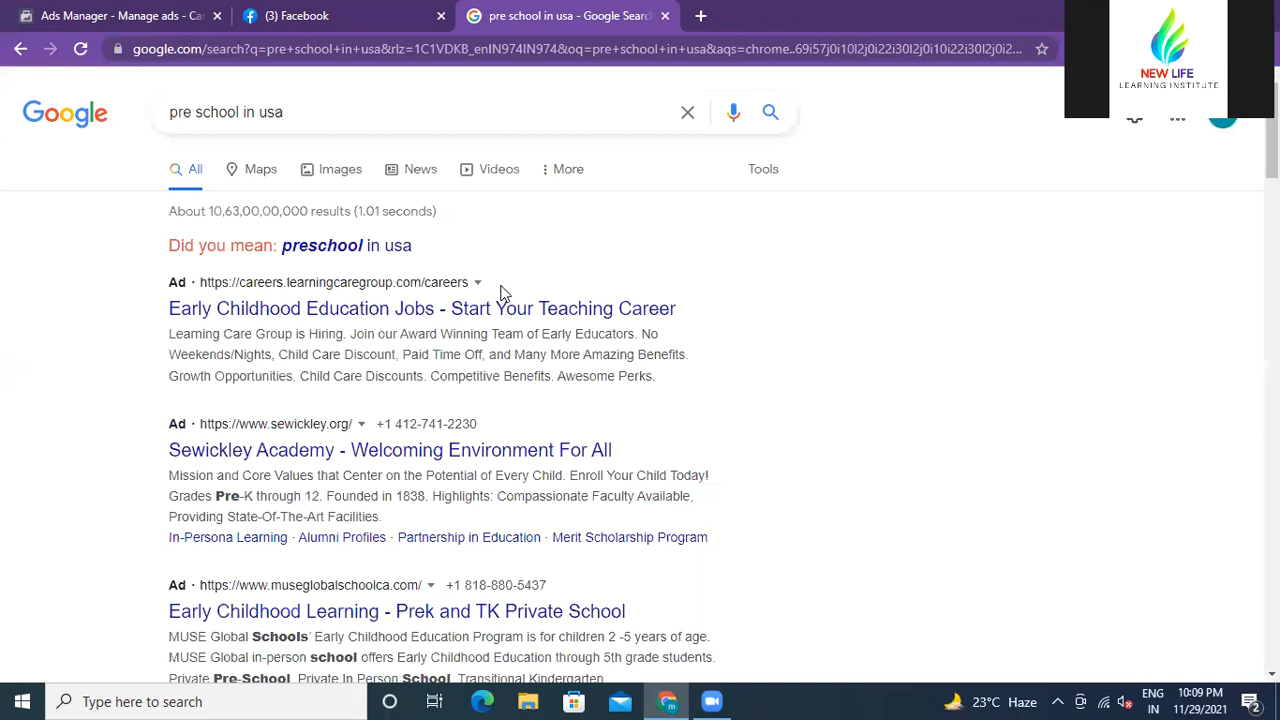 Ads Manager - Manage ads - Ca
(3) Facebook
pre school in usa - Google Sear
google.com/search?q=pre+school+in+usa&rlz=1C1VDKB_enIN974IN974&oq=pre+school+in+usa&aqs=chrome..69i57j0i10l2j0i22i30l2j0i10i22i30l2j0i2...
NEW LIFE
LEARNING INSTITUTE
Google
pre school in usa
All
Maps
Images
News
Videos
More
Tools
About 10,63,00,00,000 results (1.01 seconds)
Did you mean: preschool in usa
Ad · https://careers.learningcaregroup.com/careers
Early Childhood Education Jobs - Start Your Teaching Career
Learning Care Group is Hiring. Join our Award Winning Team of Early Educators. No
Weekends/Nights, Child Care Discount, Paid Time Off, and Many More Amazing Benefits.
Growth Opportunities. Child Care Discounts. Competitive Benefits. Awesome Perks.
Ad · https://www.sewickley.org/ +1 412-741-2230
Sewickley Academy - Welcoming Environment For All
Mission and Core Values that Center on the Potential of Every Child. Enroll Your Child Today!
Grades Pre-K through 12. Founded in 1838. Highlights: Compassionate Faculty Available,
Providing State-Of-The-Art Facilities.
In-Persona Learning · Alumni Profiles · Partnership in Education · Merit Scholarship Program
Ad · https://www.museglobalschoolca.com/ +1 818-880-5437
Early Childhood Learning - Prek and TK Private School
MUSE Global Schools' Early Childhood Education Program is for children 2 -5 years of age.
MUSE Global in-person school offers Early Childhood Education through 5th grade students.
Private Pre-School, Private In Person School, Transitional Kindergarten
Type here to search
23°C Haze
ENG
IN
10:09 PM
11/29/2021
2